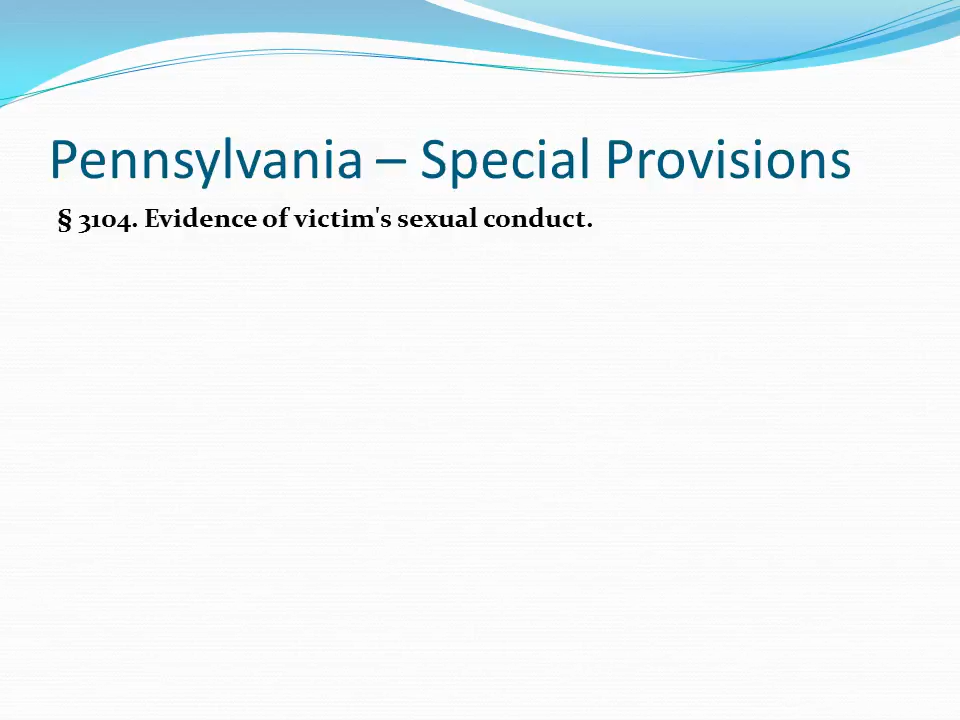 Pennsylvania – Special Provisions
§ 3104. Evidence of victim's sexual conduct.